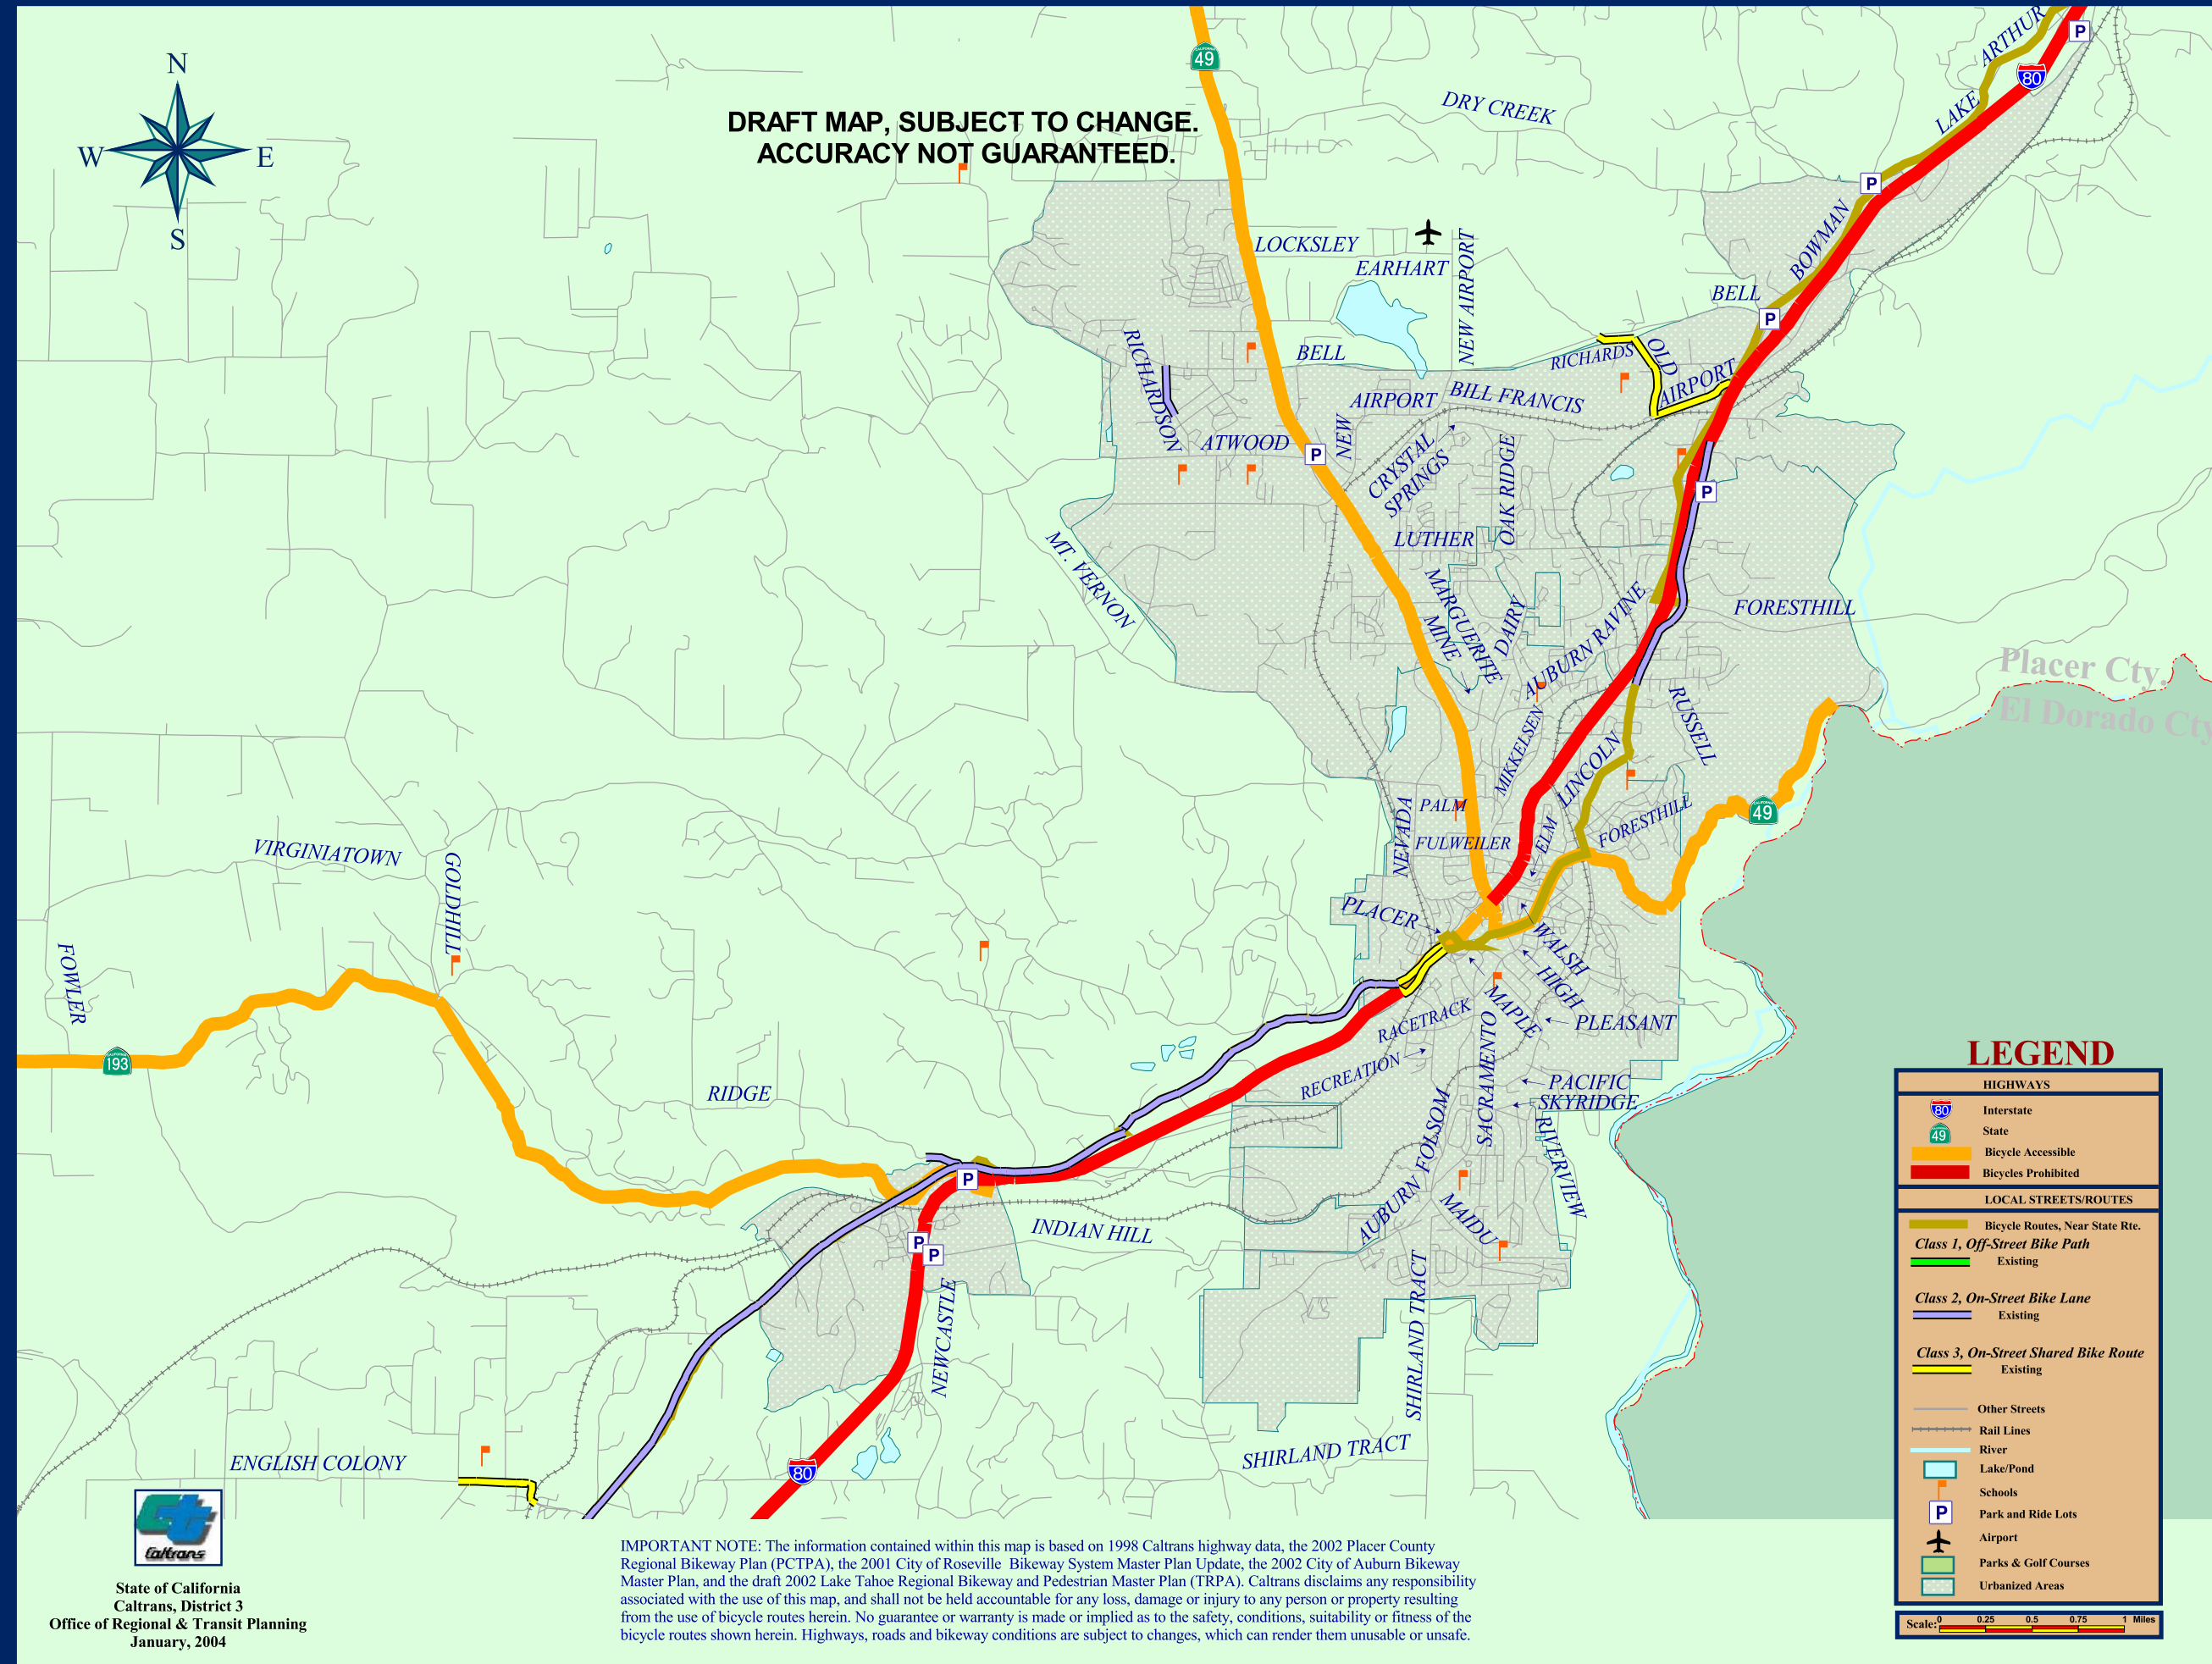 N
W
E
S
DRAFT MAP, SUBJECT TO CHANGE.
ACCURACY NOT GUARANTEED.
49
DRY CREEK
ARTHUR
LAKE
P
80
P
BOWMAN
LOCKSLEY
EARHART
NEW AIRPORT
BELL
P
RICHARDSON
BELL
RICHARDS
OLD
AIRPORT
AIRPORT
BILL FRANCIS
NEW
ATWOOD
P
CRYSTAL
SPRINGS
OAK RIDGE
P
LUTHER
MT. VERNON
MARGUERITE
MINE
DAIRY
AUBURN RAVINE
FORESTHILL
Placer Cty.
El Dorado Cty
RUSSELL
MIKKELSEN
LINCOLN
NEVADA
PALM
FULWEILER
ELM
FORESTHILL
49
VIRGINIATOWN
GOLDHILL
PLACER
WALSH
HIGH
MAPLE
PLEASANT
FOWLER
193
RACETRACK
RECREATION
SACRAMENTO
PACIFIC
SKYRIDGE
RIDGE
RIVERVIEW
AUBURN FOLSOM
MAIDU
P
INDIAN HILL
P
P
NEWCASTLE
SHIRLAND TRACT
SHIRLAND TRACT
ENGLISH COLONY
80
LEGEND
HIGHWAYS
80 Interstate
49 State
Bicycle Accessible
Bicycles Prohibited
LOCAL STREETS/ROUTES
Bicycle Routes, Near State Rte.
Class 1, Off-Street Bike Path
Existing
Class 2, On-Street Bike Lane
Existing
Class 3, On-Street Shared Bike Route
Existing
Other Streets
Rail Lines
River
Lake/Pond
Schools
P Park and Ride Lots
Airport
Parks & Golf Courses
Urbanized Areas
Scale: 0 0.25 0.5 0.75 1 Miles
Caltrans
State of California
Caltrans, District 3
Office of Regional & Transit Planning
January, 2004
IMPORTANT NOTE: The information contained within this map is based on 1998 Caltrans highway data, the 2002 Placer County
Regional Bikeway Plan (PCTPA), the 2001 City of Roseville Bikeway System Master Plan Update, the 2002 City of Auburn Bikeway
Master Plan, and the draft 2002 Lake Tahoe Regional Bikeway and Pedestrian Master Plan (TRPA). Caltrans disclaims any responsibility
associated with the use of this map, and shall not be held accountable for any loss, damage or injury to any person or property resulting
from the use of bicycle routes herein. No guarantee or warranty is made or implied as to the safety, conditions, suitability or fitness of the
bicycle routes shown herein. Highways, roads and bikeway conditions are subject to changes, which can render them unusable or unsafe.